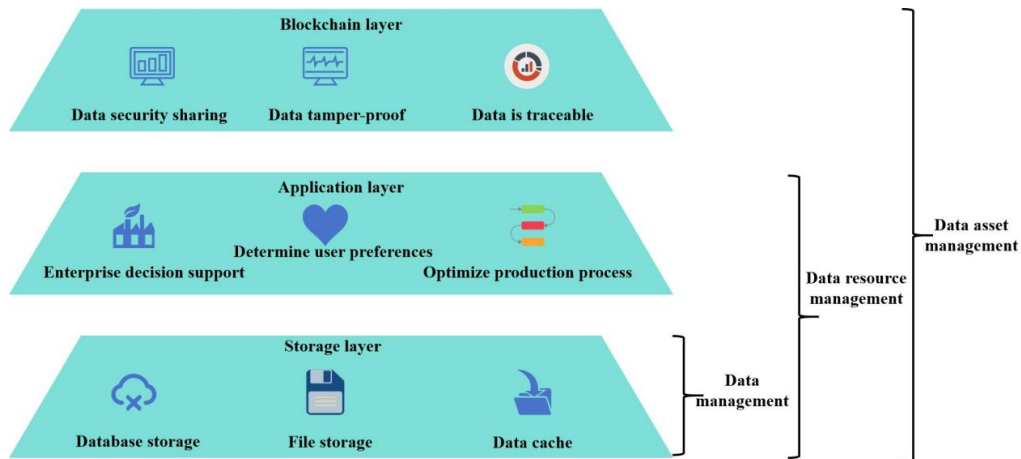 Blockchain layer
Data security sharing
Data tamper-proof
Data is traceable
Application layer
Enterprise decision support
Determine user preferences
Optimize production process
Storage layer
Database storage
File storage
Data cache
Data
management
Data resource
management
Data asset
management